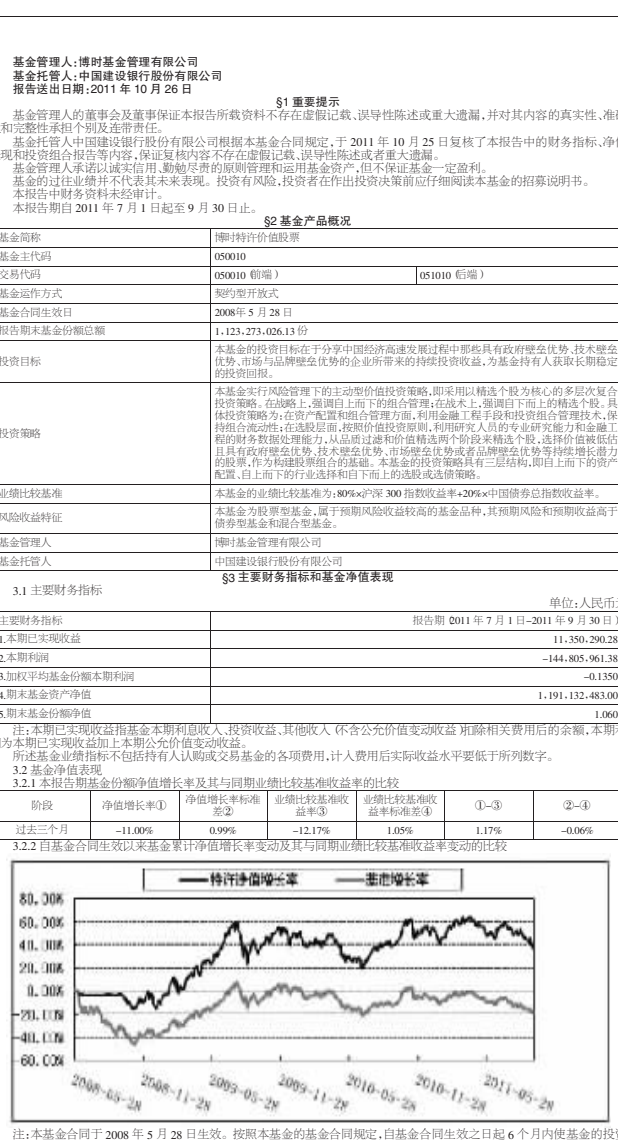 基金管理人:博时基金管理有限公司
基金托管人:中国建设银行股份有限公司
报告送出日期:2011 年 10 月 26 日
§1 重要提示
基金管理人的董事会及董事保证本报告所载资料不存在虚假记载、误导性陈述或重大遗漏,并对其内容的真实性、准确
和完整性承担个别及连带责任。
基金托管人中国建设银行股份有限公司根据本基金合同规定,于 2011 年 10 月 25 日复核了本报告中的财务指标、净值
现和投资组合报告等内容,保证复核内容不存在虚假记载、误导性陈述或者重大遗漏。
基金管理人承诺以诚实信用、勤勉尽责的原则管理和运用基金资产,但不保证基金一定盈利。
基金的过往业绩并不代表其未来表现。投资有风险,投资者在作出投资决策前应仔细阅读本基金的招募说明书。
本报告中财务资料未经审计。
本报告期自 2011 年 7 月 1 日起至 9 月 30 日止。
§2 基金产品概况
基金简称 博时特许价值股票
基金主代码 050010
交易代码 050010(前端) 051010(后端)
基金运作方式 契约型开放式
基金合同生效日 2008年 5 月 28 日
报告期末基金份额总额 1,123,273,026.13 份
投资目标 本基金的投资目标在于分享中国经济高速发展过程中那些具有政府壁垒优势、技术壁垒
优势、市场与品牌壁垒优势的企业所带来的持续投资收益,为基金持有人获取长期稳定
的投资回报。
投资策略 本基金实行风险管理下的主动型价值投资策略,即采用以精选个股为核心的多层次复合
投资策略。在战略上,强调自上而下的组合管理;在战术上,强调自下而上的精选个股。具
体投资策略为:在资产配置和组合管理方面,利用金融工程手段和投资组合管理技术,保
持组合流动性;在选股层面,按照价值投资原则,利用研究人员的专业研究能力和金融工
程的财务数据处理能力,从品质过滤和价值精选两个阶段来精选个股,选择价值被低估
且具有政府壁垒优势、技术壁垒优势、市场壁垒优势或者品牌壁垒优势等持续增长潜力
的股票,作为构建股票组合的基础。本基金的投资策略具有三层结构,即自上而下的资产
配置、自上而下的行业选择和自下而上的选股或选债策略。
业绩比较基准 本基金的业绩比较基准为:80%×沪深 300 指数收益率+20%×中国债券总指数收益率。
风险收益特征 本基金为股票型基金,属于预期风险收益较高的基金品种,其预期风险和预期收益高于
债券型基金和混合型基金。
基金管理人 博时基金管理有限公司
基金托管人 中国建设银行股份有限公司
§3 主要财务指标和基金净值表现
3.1 主要财务指标
单位:人民币元
主要财务指标 报告期(2011 年 7 月 1 日-2011 年 9 月 30 日)
1.本期已实现收益 11,350,290.28
2.本期利润 -144,805,961.38
3.加权平均基金份额本期利润 -0.1350
4.期末基金资产净值 1,191,132,483.00
5.期末基金份额净值 1.060
注:本期已实现收益指基金本期利息收入、投资收益、其他收入(不含公允价值变动收益)扣除相关费用后的余额,本期利
润为本期已实现收益加上本期公允价值变动收益。
所述基金业绩指标不包括持有人认购或交易基金的各项费用,计入费用后实际收益水平要低于所列数字。
3.2 基金净值表现
3.2.1 本报告期基金份额净值增长率及其与同期业绩比较基准收益率的比较
阶段 净值增长率① 净值增长率标准差② 业绩比较基准收益率③ 业绩比较基准收益率标准差④ ①-③ ②-④
过去三个月 -11.00% 0.99% -12.17% 1.05% 1.17% -0.06%
3.2.2 自基金合同生效以来基金累计净值增长率变动及其与同期业绩比较基准收益率变动的比较
特许净值增长率 基准增长率
80.00%
60.00%
40.00%
20.00%
0.00%
-20.00%
-40.00%
-60.00%
2008-05-28 2008-11-28 2009-05-28 2009-11-28 2010-05-28 2010-11-28 2011-05-28
注:本基金合同于 2008 年 5 月 28 日生效。按照本基金的基金合同规定,自基金合同生效之日起 6 个月内使基金的投资